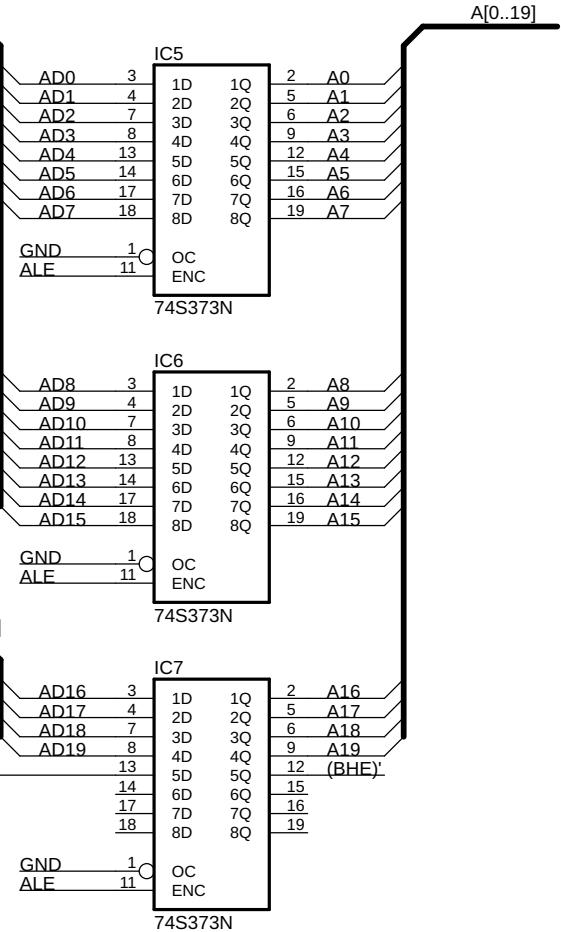 A[0..19]
IC5
AD0 3 1D 1Q 2 A0
AD1 4 2D 2Q 5 A1
AD2 7 3D 3Q 6 A2
AD3 8 4D 4Q 9 A3
AD4 13 5D 5Q 12 A4
AD5 14 6D 6Q 15 A5
AD6 17 7D 7Q 16 A6
AD7 18 8D 8Q 19 A7
GND 1 OC
ALE 11 ENC
74S373N
IC6
AD8 3 1D 1Q 2 A8
AD9 4 2D 2Q 5 A9
AD10 7 3D 3Q 6 A10
AD11 8 4D 4Q 9 A11
AD12 13 5D 5Q 12 A12
AD13 14 6D 6Q 15 A13
AD14 17 7D 7Q 16 A14
AD15 18 8D 8Q 19 A15
GND 1 OC
ALE 11 ENC
74S373N
IC7
AD16 3 1D 1Q 2 A16
AD17 4 2D 2Q 5 A17
AD18 7 3D 3Q 6 A18
AD19 8 4D 4Q 9 A19
13 5D 5Q 12 (BHE)'
14 6D 6Q 15
17 7D 7Q 16
18 8D 8Q 19
GND 1 OC
ALE 11 ENC
74S373N